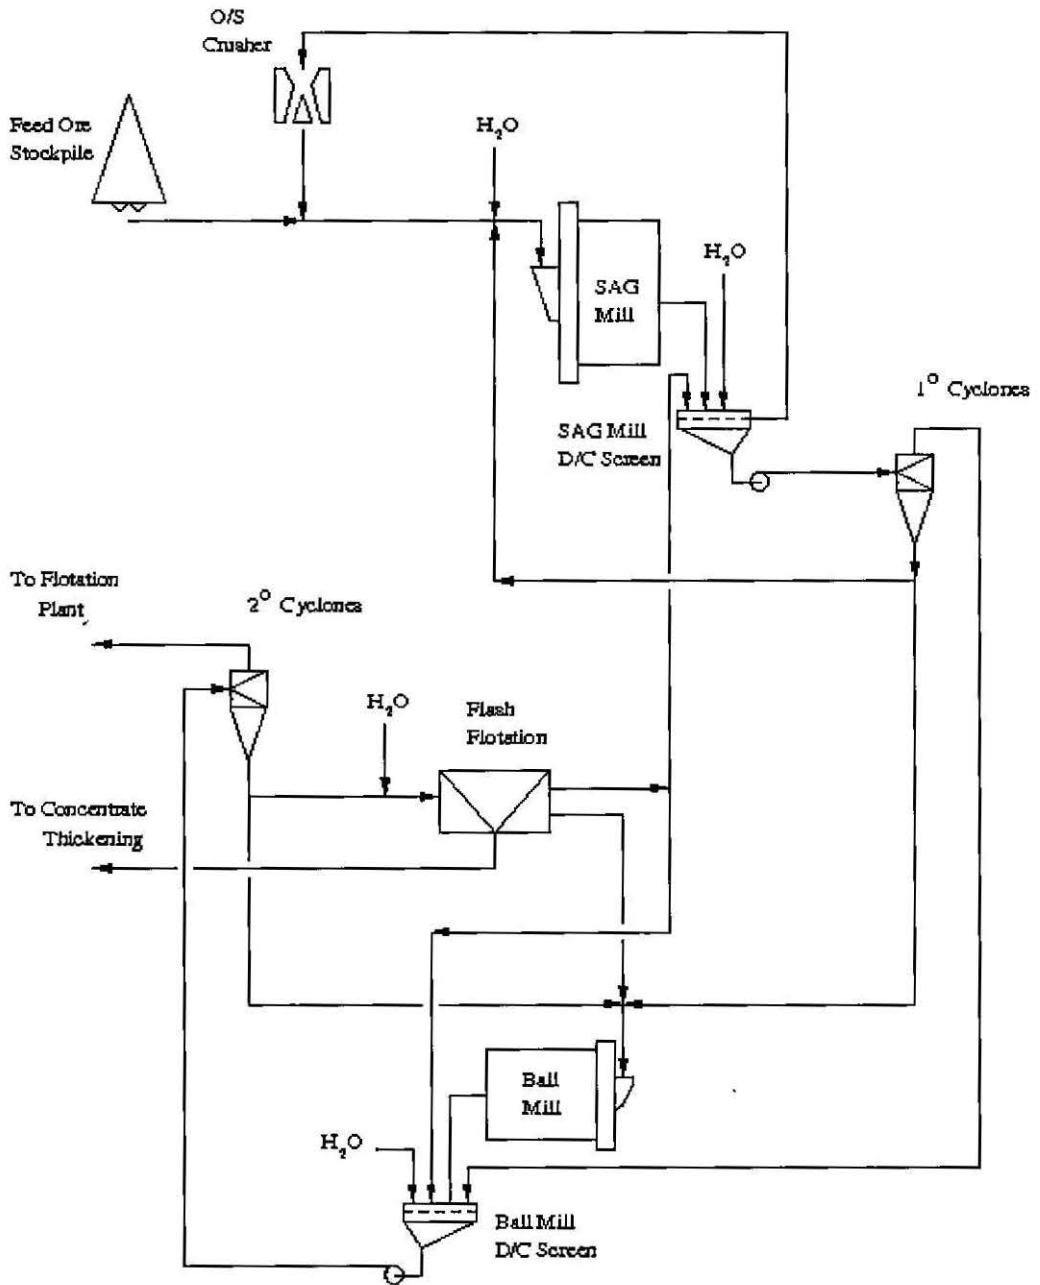 O/S
Crusher
Feed Ore
Stockpile
H₂O
H₂O
SAG
Mill
1° Cyclones
SAG Mill
D/C Screen
To Flotation
Plant
2° Cyclones
H₂O
Flash
Flotation
To Concentrate
Thickening
Ball
Mill
H₂O
Ball Mill
D/C Screen